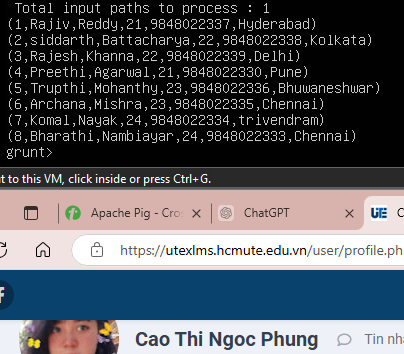 Total input paths to process : 1
(1,Rajiv,Reddy,21,9848022337,Hyderabad)
(2,siddarth,Battacharya,22,9848022338,Kolkata)
(3,Rajesh,Khanna,22,9848022339,Delhi)
(4,Preethi,Agarwal,21,9848022330,Pune)
(5,Trupthi,Mohanthy,23,9848022336,Bhuwaneshwar)
(6,Archana,Mishra,23,9848022335,Chennai)
(7,Komal,Nayak,24,9848022334,trivendram)
(8,Bharathi,Nambiayar,24,9848022333,Chennai)
grunt>
t to this VM, click inside or press Ctrl+G.
Apache Pig - Cro
ChatGPT
UTE
https://utexlms.hcmute.edu.vn/user/profile.ph
Cao Thi Ngoc Phung
Tin nhắ